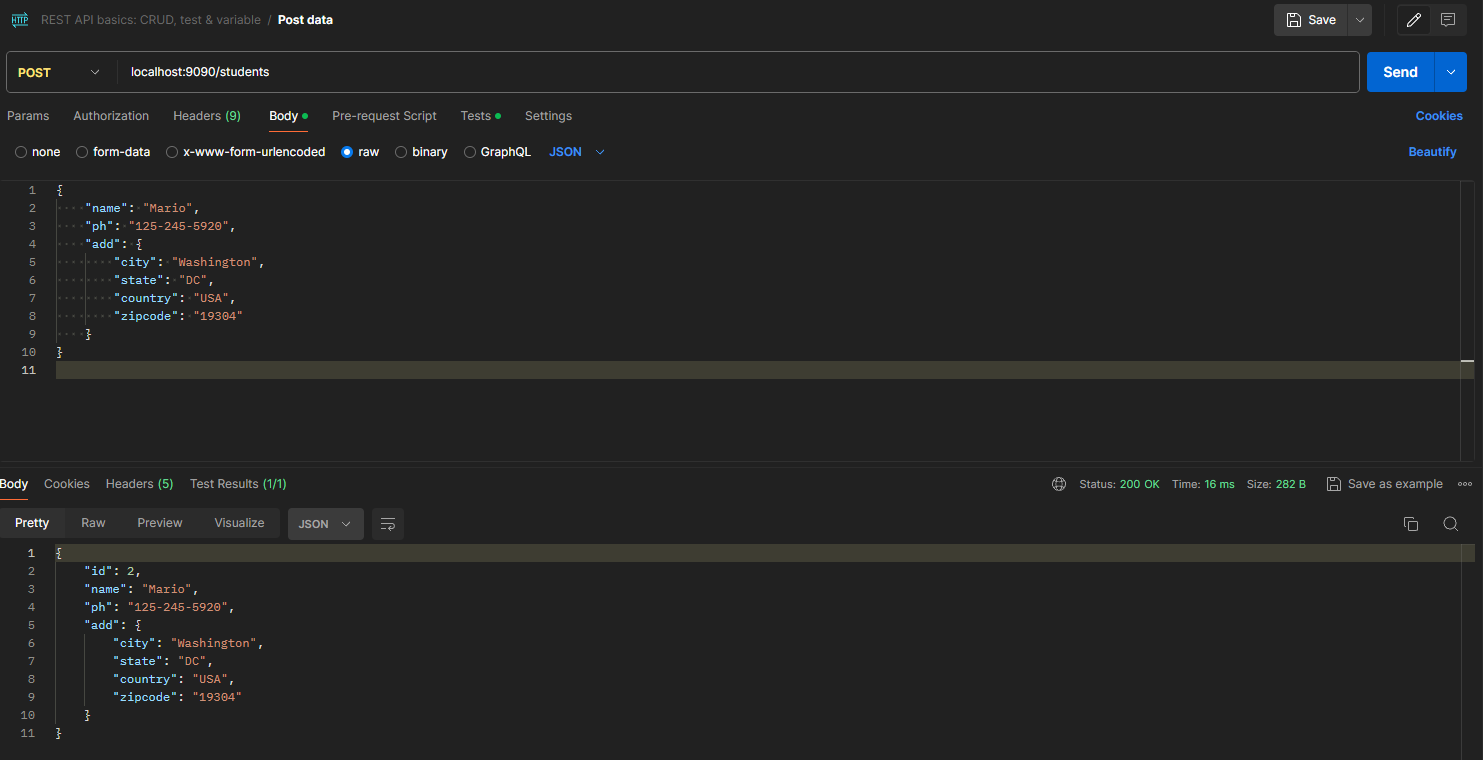 HTTP REST API basics: CRUD, test & variable / Post data Save
POST localhost:9090/students Send
Params Authorization Headers (9) Body Pre-request Script Tests Settings Cookies
none form-data x-www-form-urlencoded raw binary GraphQL JSON Beautify
1 {
2 "name": "Mario",
3 "ph": "125-245-5920",
4 "add": {
5 "city": "Washington",
6 "state": "DC",
7 "country": "USA",
8 "zipcode": "19304"
9 }
10 }
11
Body Cookies Headers (5) Test Results (1/1) Status: 200 OK Time: 16 ms Size: 282 B Save as example
Pretty Raw Preview Visualize JSON
1 {
2 "id": 2,
3 "name": "Mario",
4 "ph": "125-245-5920",
5 "add": {
6 "city": "Washington",
7 "state": "DC",
8 "country": "USA",
9 "zipcode": "19304"
10 }
11 }